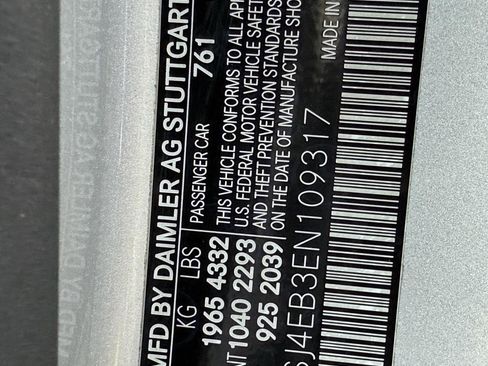 MFD BY DAIMLER AG STUTTGART
KG LBS PASSENGER CAR 761
1965 4332 THIS VEHICLE CONFORMS TO ALL APP
NT 1040 2293 U.S. FEDERAL MOTOR VEHICLE SAFET
925 2039 AND THEFT PREVENTION STANDARDS
ON THE DATE OF MANUFACTURE SHO
J4EB3EN109317 MADE IN